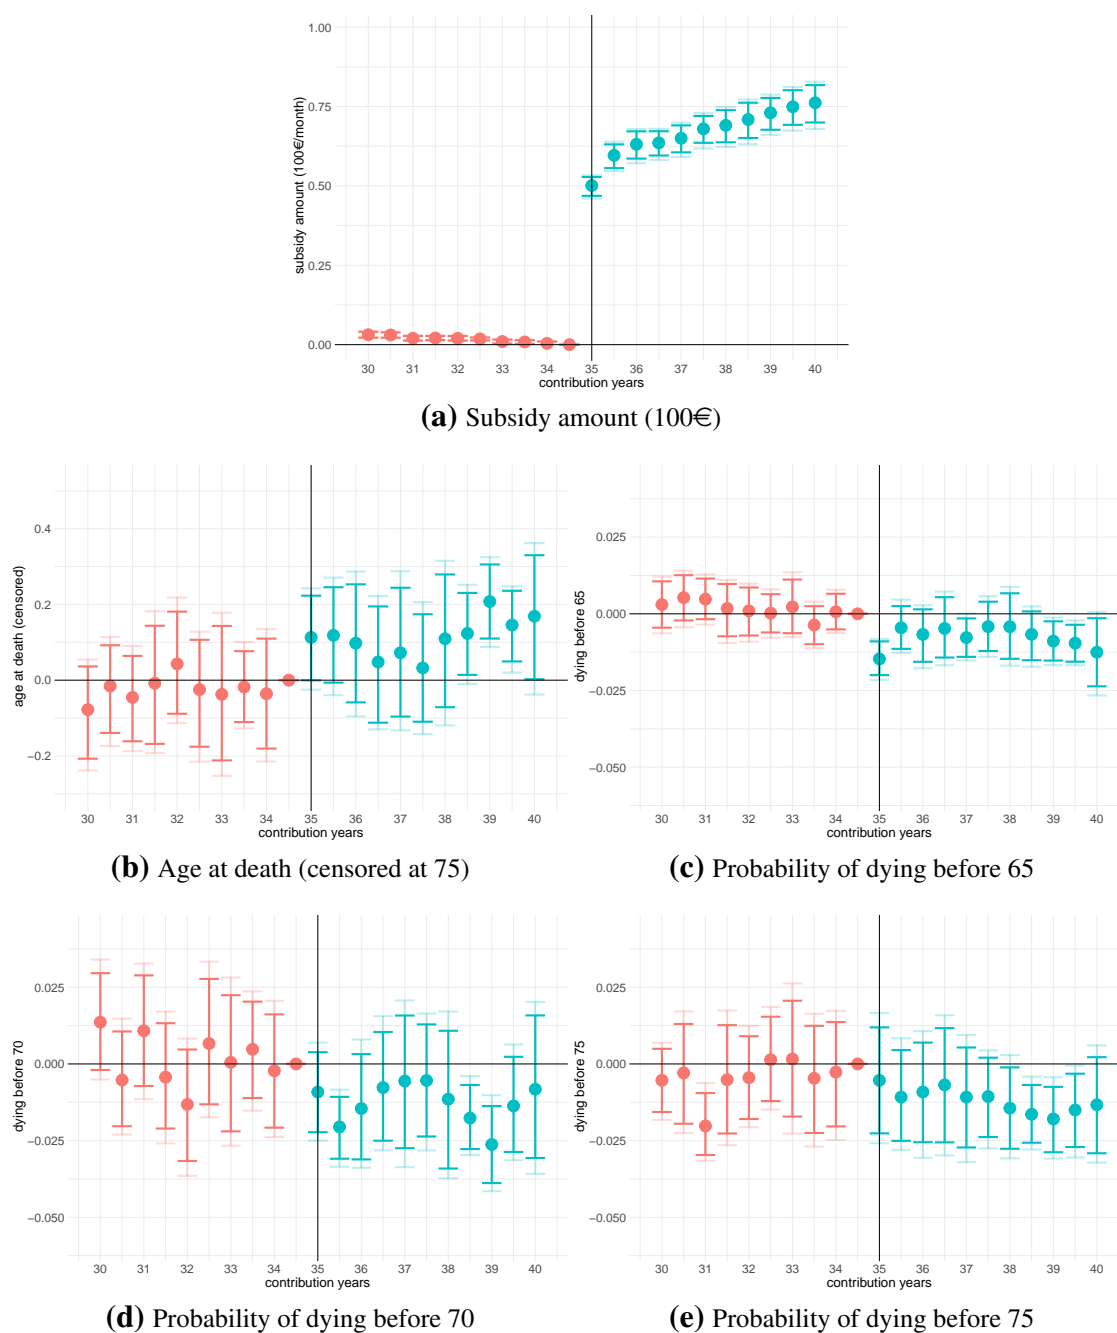 1.00
0.75
0.50
0.25
0.00
subsidy amount (100€/month)
30 31 32 33 34 35 36 37 38 39 40
contribution years
(a) Subsidy amount (100€)
0.4
0.2
0.0
−0.2
age at death (censored)
30 31 32 33 34 35 36 37 38 39 40
contribution years
(b) Age at death (censored at 75)
0.025
0.000
−0.025
−0.050
dying before 65
30 31 32 33 34 35 36 37 38 39 40
contribution years
(c) Probability of dying before 65
0.025
0.000
−0.025
−0.050
dying before 70
30 31 32 33 34 35 36 37 38 39 40
contribution years
(d) Probability of dying before 70
0.025
0.000
−0.025
−0.050
dying before 75
30 31 32 33 34 35 36 37 38 39 40
contribution years
(e) Probability of dying before 75